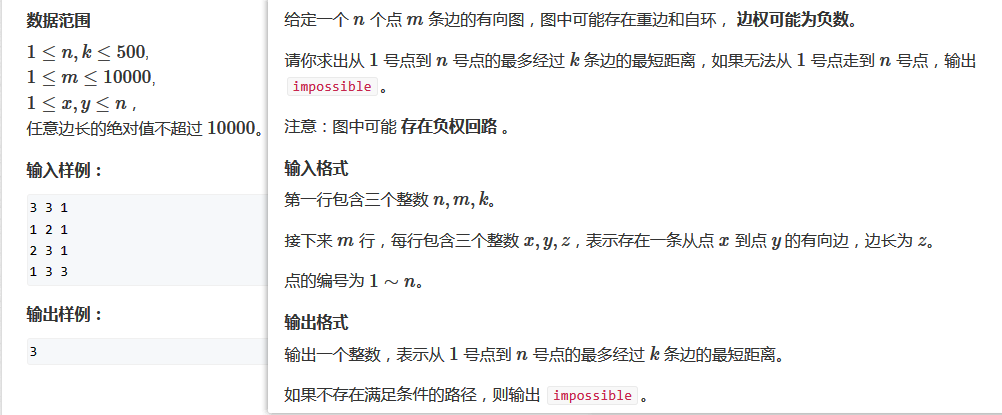 数据范围
1 ≤ n, k ≤ 500,
1 ≤ m ≤ 10000,
1 ≤ x, y ≤ n，
任意边长的绝对值不超过 10000。
输入样例：
3 3 1
1 2 1
2 3 1
1 3 3
输出样例：
3
给定一个 n 个点 m 条边的有向图，图中可能存在重边和自环， 边权可能为负数。
请你求出从 1 号点到 n 号点的最多经过 k 条边的最短距离，如果无法从 1 号点走到 n 号点，输出
impossible 。
注意：图中可能 存在负权回路 。
输入格式
第一行包含三个整数 n, m, k。
接下来 m 行，每行包含三个整数 x, y, z，表示存在一条从点 x 到点 y 的有向边，边长为 z。
点的编号为 1 ~ n。
输出格式
输出一个整数，表示从 1 号点到 n 号点的最多经过 k 条边的最短距离。
如果不存在满足条件的路径，则输出 impossible 。